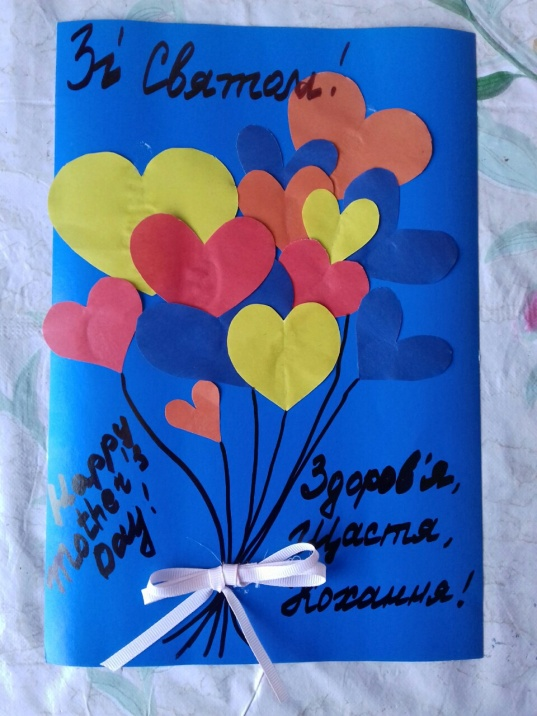 Зі Святом!
Happy
Mother's
Day!
Здоров'я,
Щастя,
Кохання!